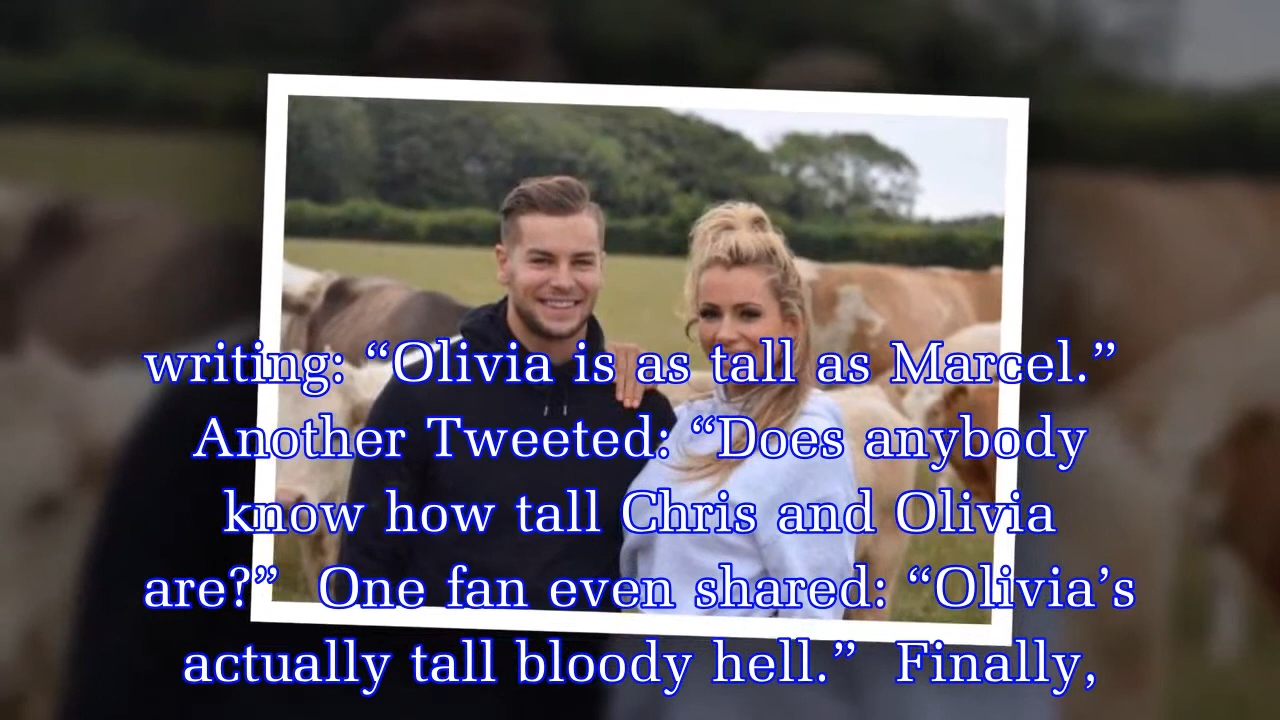 writing: “Olivia is as tall as Marcel.”
Another Tweeted: “Does anybody
know how tall Chris and Olivia
are?”  One fan even shared: “Olivia’s
actually tall bloody hell.”  Finally,